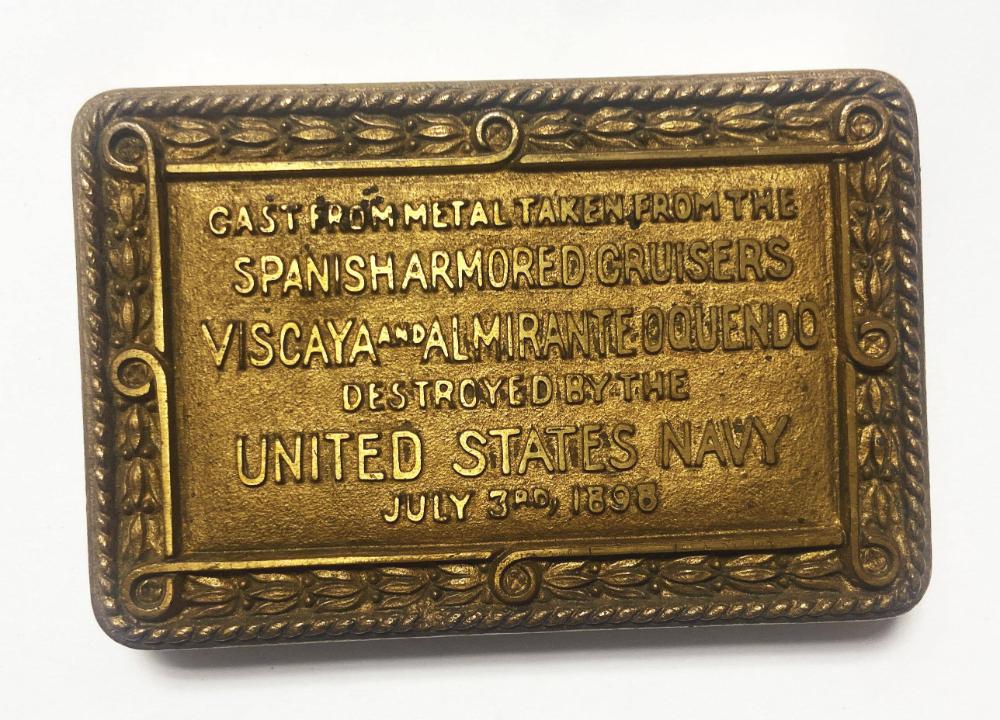 CAST FROM METAL TAKEN FROM THE
SPANISH ARMORED CRUISERS
VISCAYA AND ALMIRANTE OQUENDO
DESTROYED BY THE
UNITED STATES NAVY
JULY 3RD, 1898